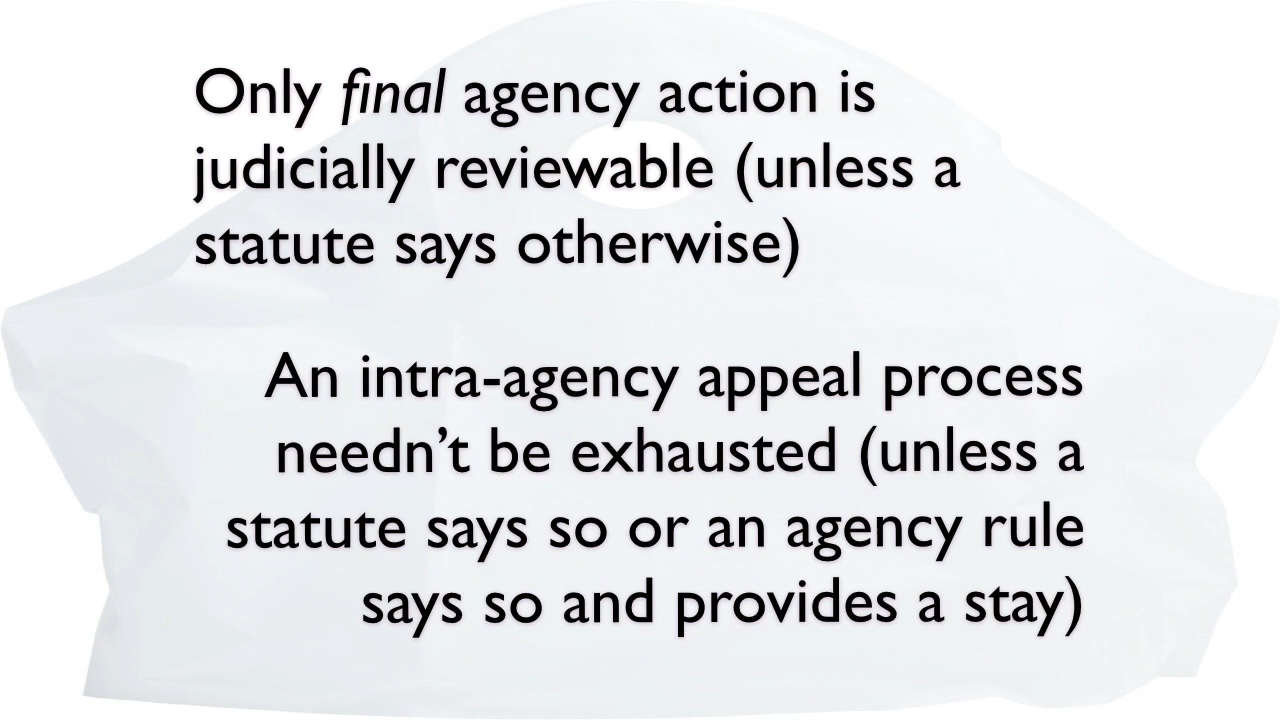 Only final agency action is
judicially reviewable (unless a
statute says otherwise)
An intra-agency appeal process
needn’t be exhausted (unless a
statute says so or an agency rule
says so and provides a stay)